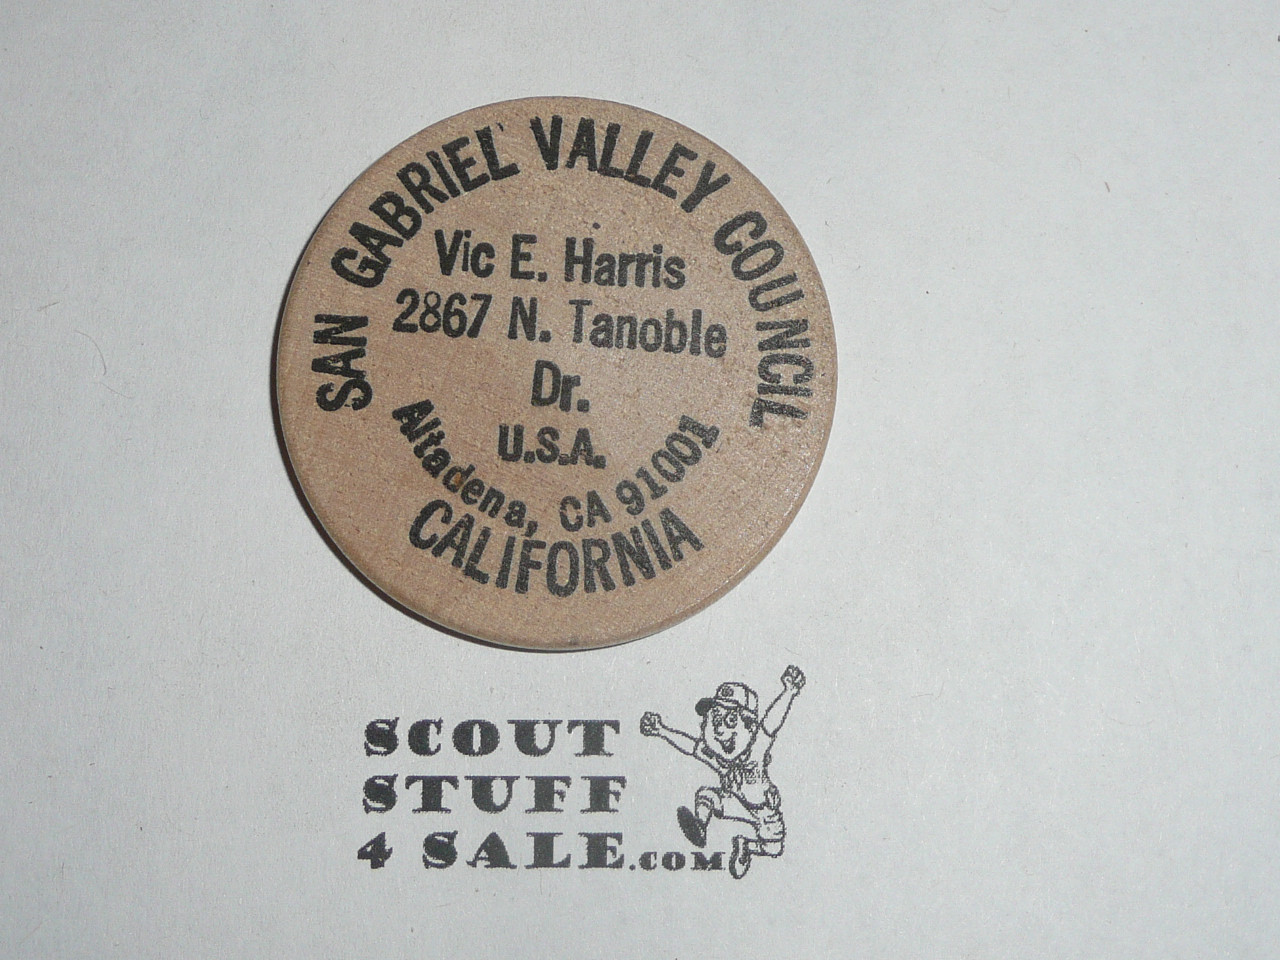 SAN GABRIEL VALLEY COUNCIL
Vic E. Harris
2867 N. Tanoble
Dr.
U.S.A.
Altadena, CA 91001
CALIFORNIA
SCOUT
STUFF
4 SALE.COM